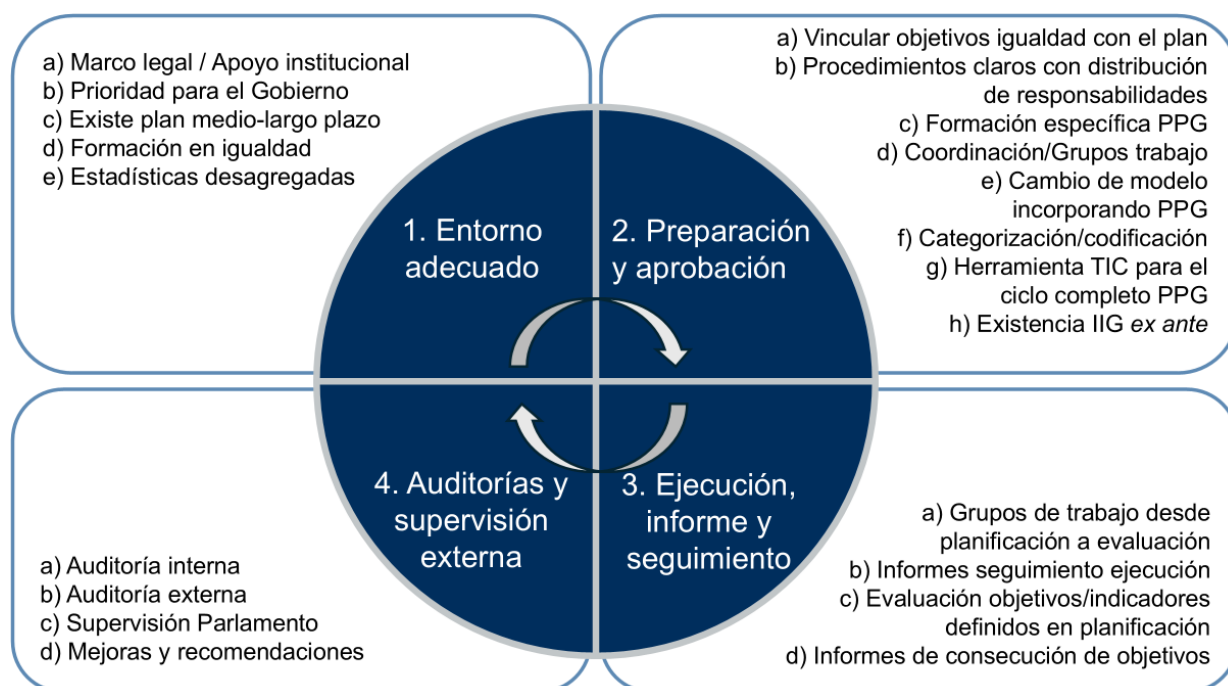 a) Marco legal / Apoyo institucional
b) Prioridad para el Gobierno
c) Existe plan medio-largo plazo
d) Formación en igualdad
e) Estadísticas desagregadas
a) Vincular objetivos igualdad con el plan
b) Procedimientos claros con distribución
de responsabilidades
c) Formación específica PPG
d) Coordinación/Grupos trabajo
e) Cambio de modelo
incorporando PPG
f) Categorización/codificación
g) Herramienta TIC para el
ciclo completo PPG
h) Existencia IIG ex ante
1. Entorno
adecuado
2. Preparación
y aprobación
4. Auditorías y
supervisión
externa
3. Ejecución,
informe y
seguimiento
a) Auditoría interna
b) Auditoría externa
c) Supervisión Parlamento
d) Mejoras y recomendaciones
a) Grupos de trabajo desde
planificación a evaluación
b) Informes seguimiento ejecución
c) Evaluación objetivos/indicadores
definidos en planificación
d) Informes de consecución de objetivos